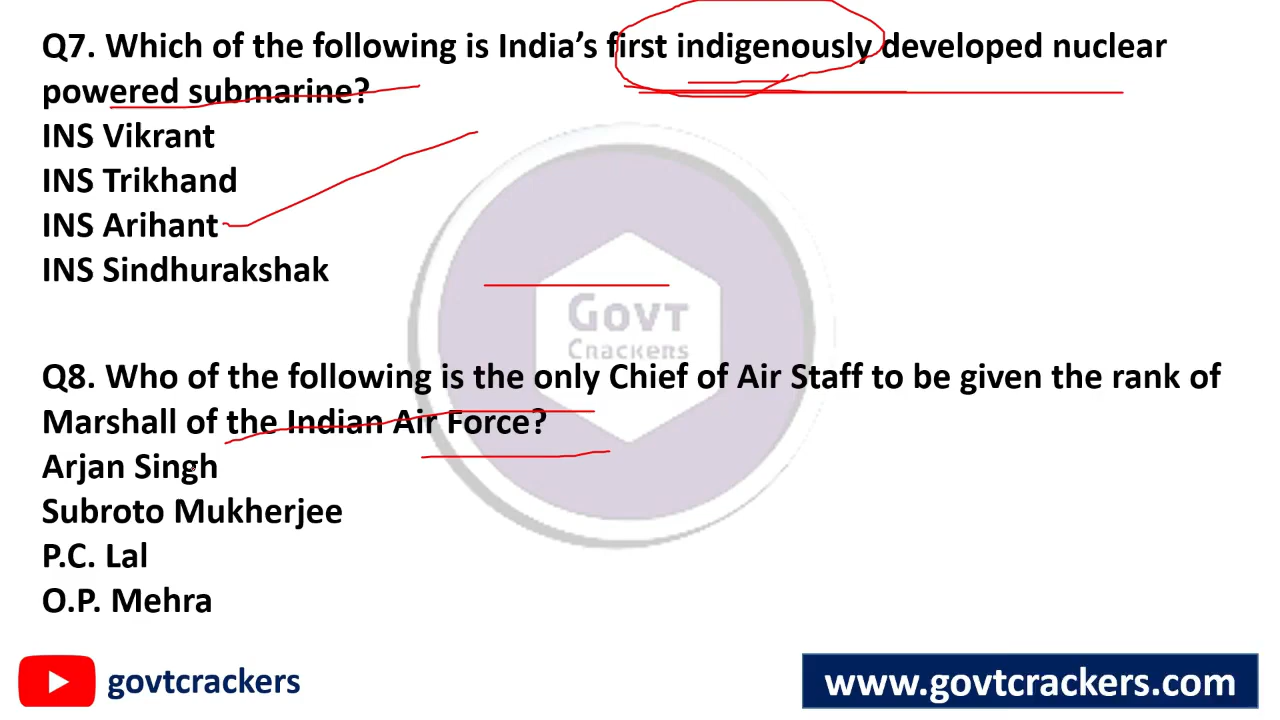 Q7. Which of the following is India’s first indigenously developed nuclear
powered submarine?
INS Vikrant
INS Trikhand
INS Arihant
INS Sindhurakshak
GOVT
CRACKERS
Q8. Who of the following is the only Chief of Air Staff to be given the rank of
Marshall of the Indian Air Force?
Arjan Singh
Subroto Mukherjee
P.C. Lal
O.P. Mehra
govtcrackers
www.govtcrackers.com